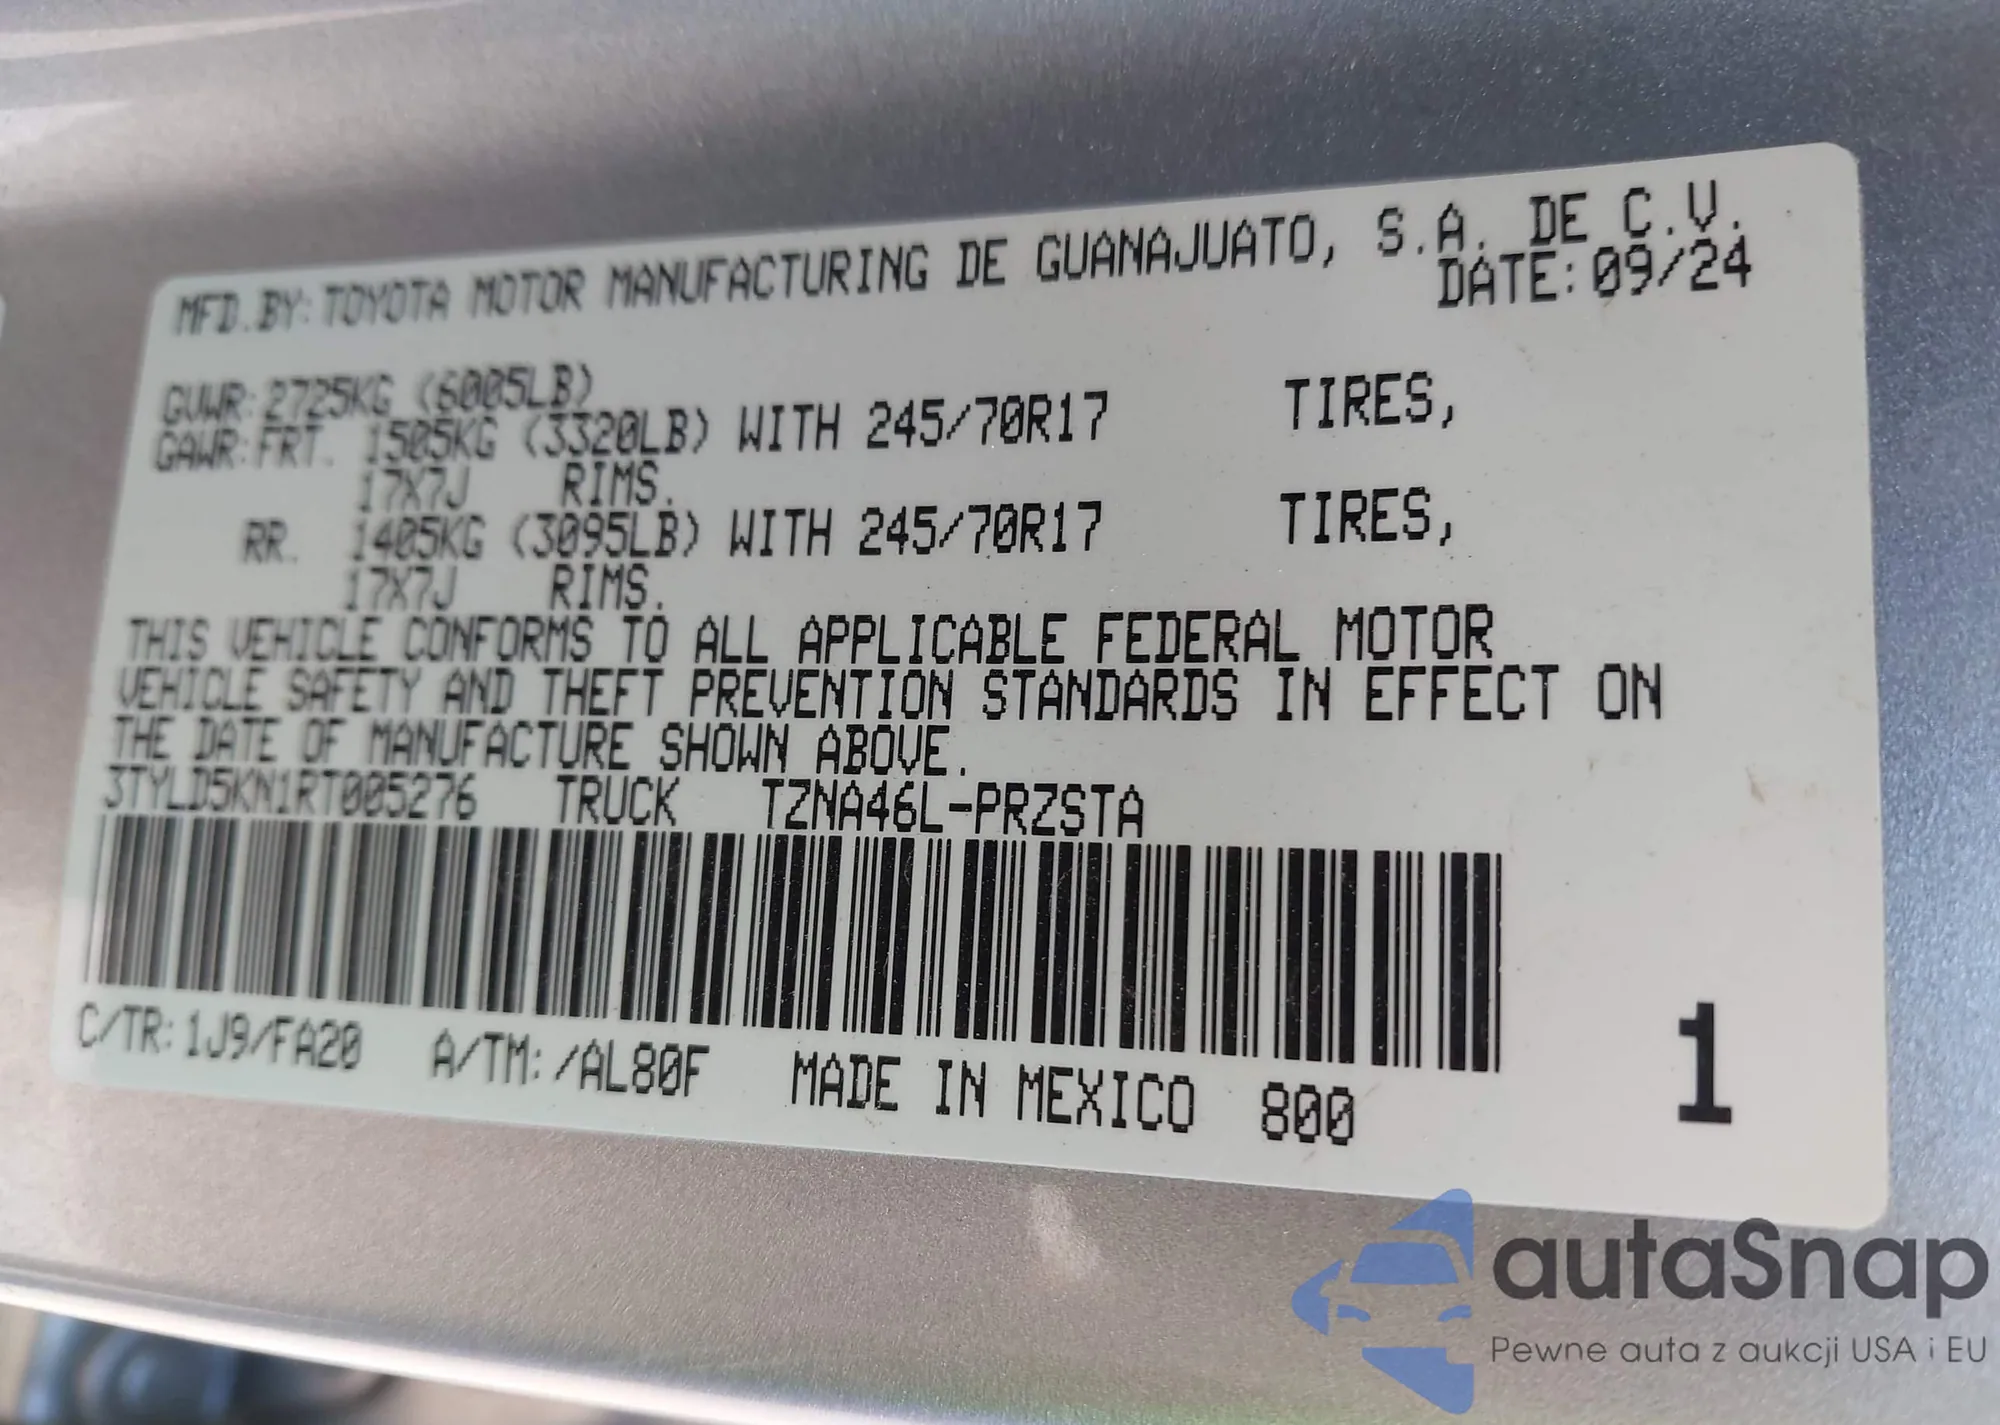 MFD.BY: TOYOTA MOTOR MANUFACTURING DE GUANAJUATO, S.A. DE C.V.
DATE: 09/24
GVWR: 2725KG (6005LB)
GAWR: FRT. 1505KG (3320LB) WITH 245/70R17 TIRES,
17X7J RIMS.
RR. 1405KG (3095LB) WITH 245/70R17 TIRES,
17X7J RIMS.
THIS VEHICLE CONFORMS TO ALL APPLICABLE FEDERAL MOTOR
VEHICLE SAFETY AND THEFT PREVENTION STANDARDS IN EFFECT ON
THE DATE OF MANUFACTURE SHOWN ABOVE.
3TYLD5KN1RT005276 TRUCK TZNA46L-PRZSTA
C/TR: 1J9/FA20 A/TM: /AL80F MADE IN MEXICO 800
1
autaSnap
Pewne auta z aukcji USA i EU